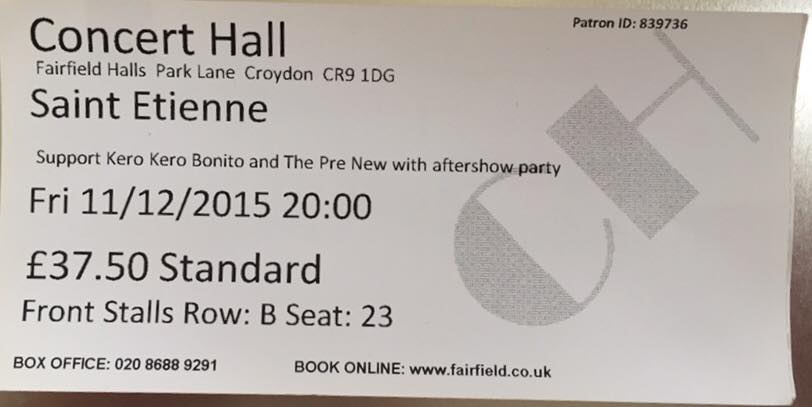 Patron ID: 839736
Concert Hall
Fairfield Halls Park Lane Croydon CR9 1DG
Saint Etienne
Support Kero Kero Bonito and The Pre New with aftershow party
Fri 11/12/2015 20:00
£37.50 Standard
Front Stalls Row: B Seat: 23
BOX OFFICE: 020 8688 9291 BOOK ONLINE: www.fairfield.co.uk
CH